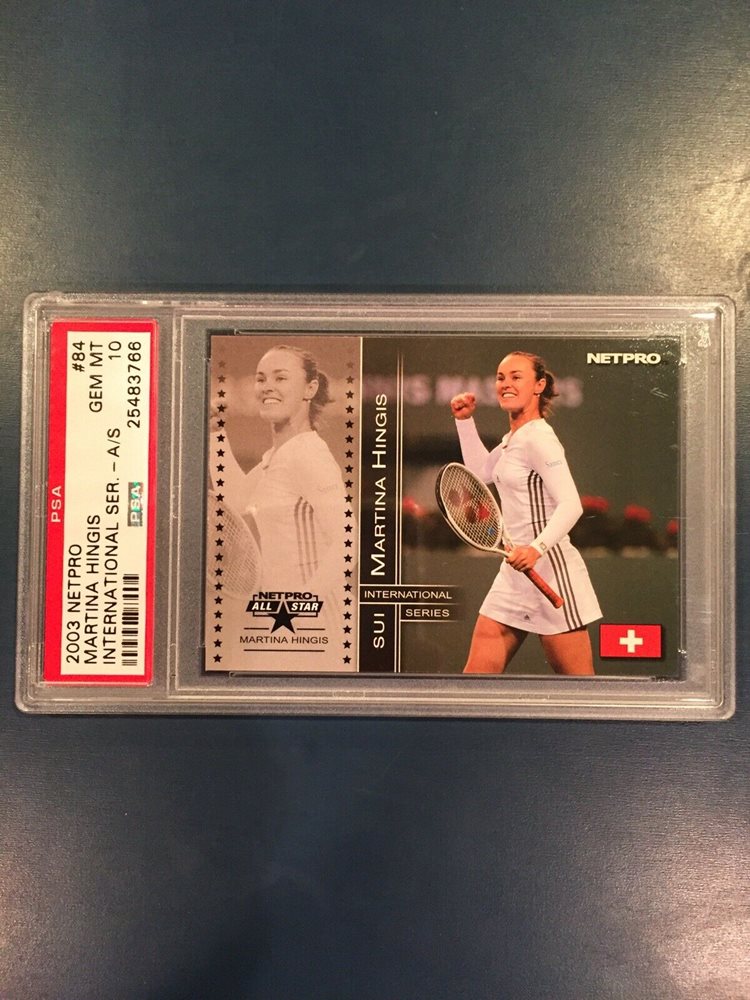 2003 NETPRO #84
MARTINA HINGIS GEM MT
INTERNATIONAL SER. - A/S 10
PSA 25483766
PSA
NETPRO
ALL STAR
MARTINA HINGIS
SUI MARTINA HINGIS
INTERNATIONAL
SERIES
NETPRO